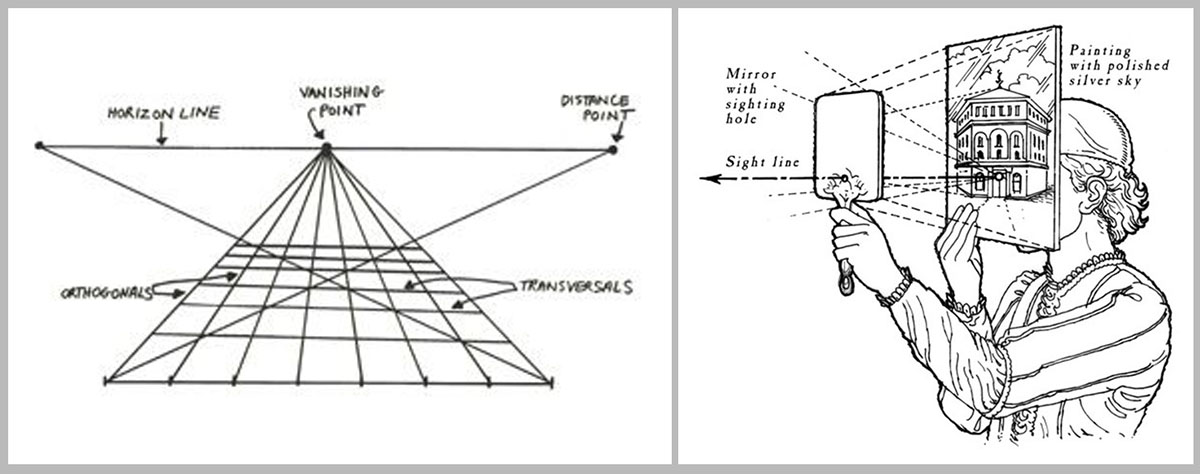 HORIZON LINE
VANISHING
POINT
DISTANCE
POINT
ORTHOGONALS
TRANSVERSALS
Mirror
with
sighting
hole
Sight line
Painting
with polished
silver sky